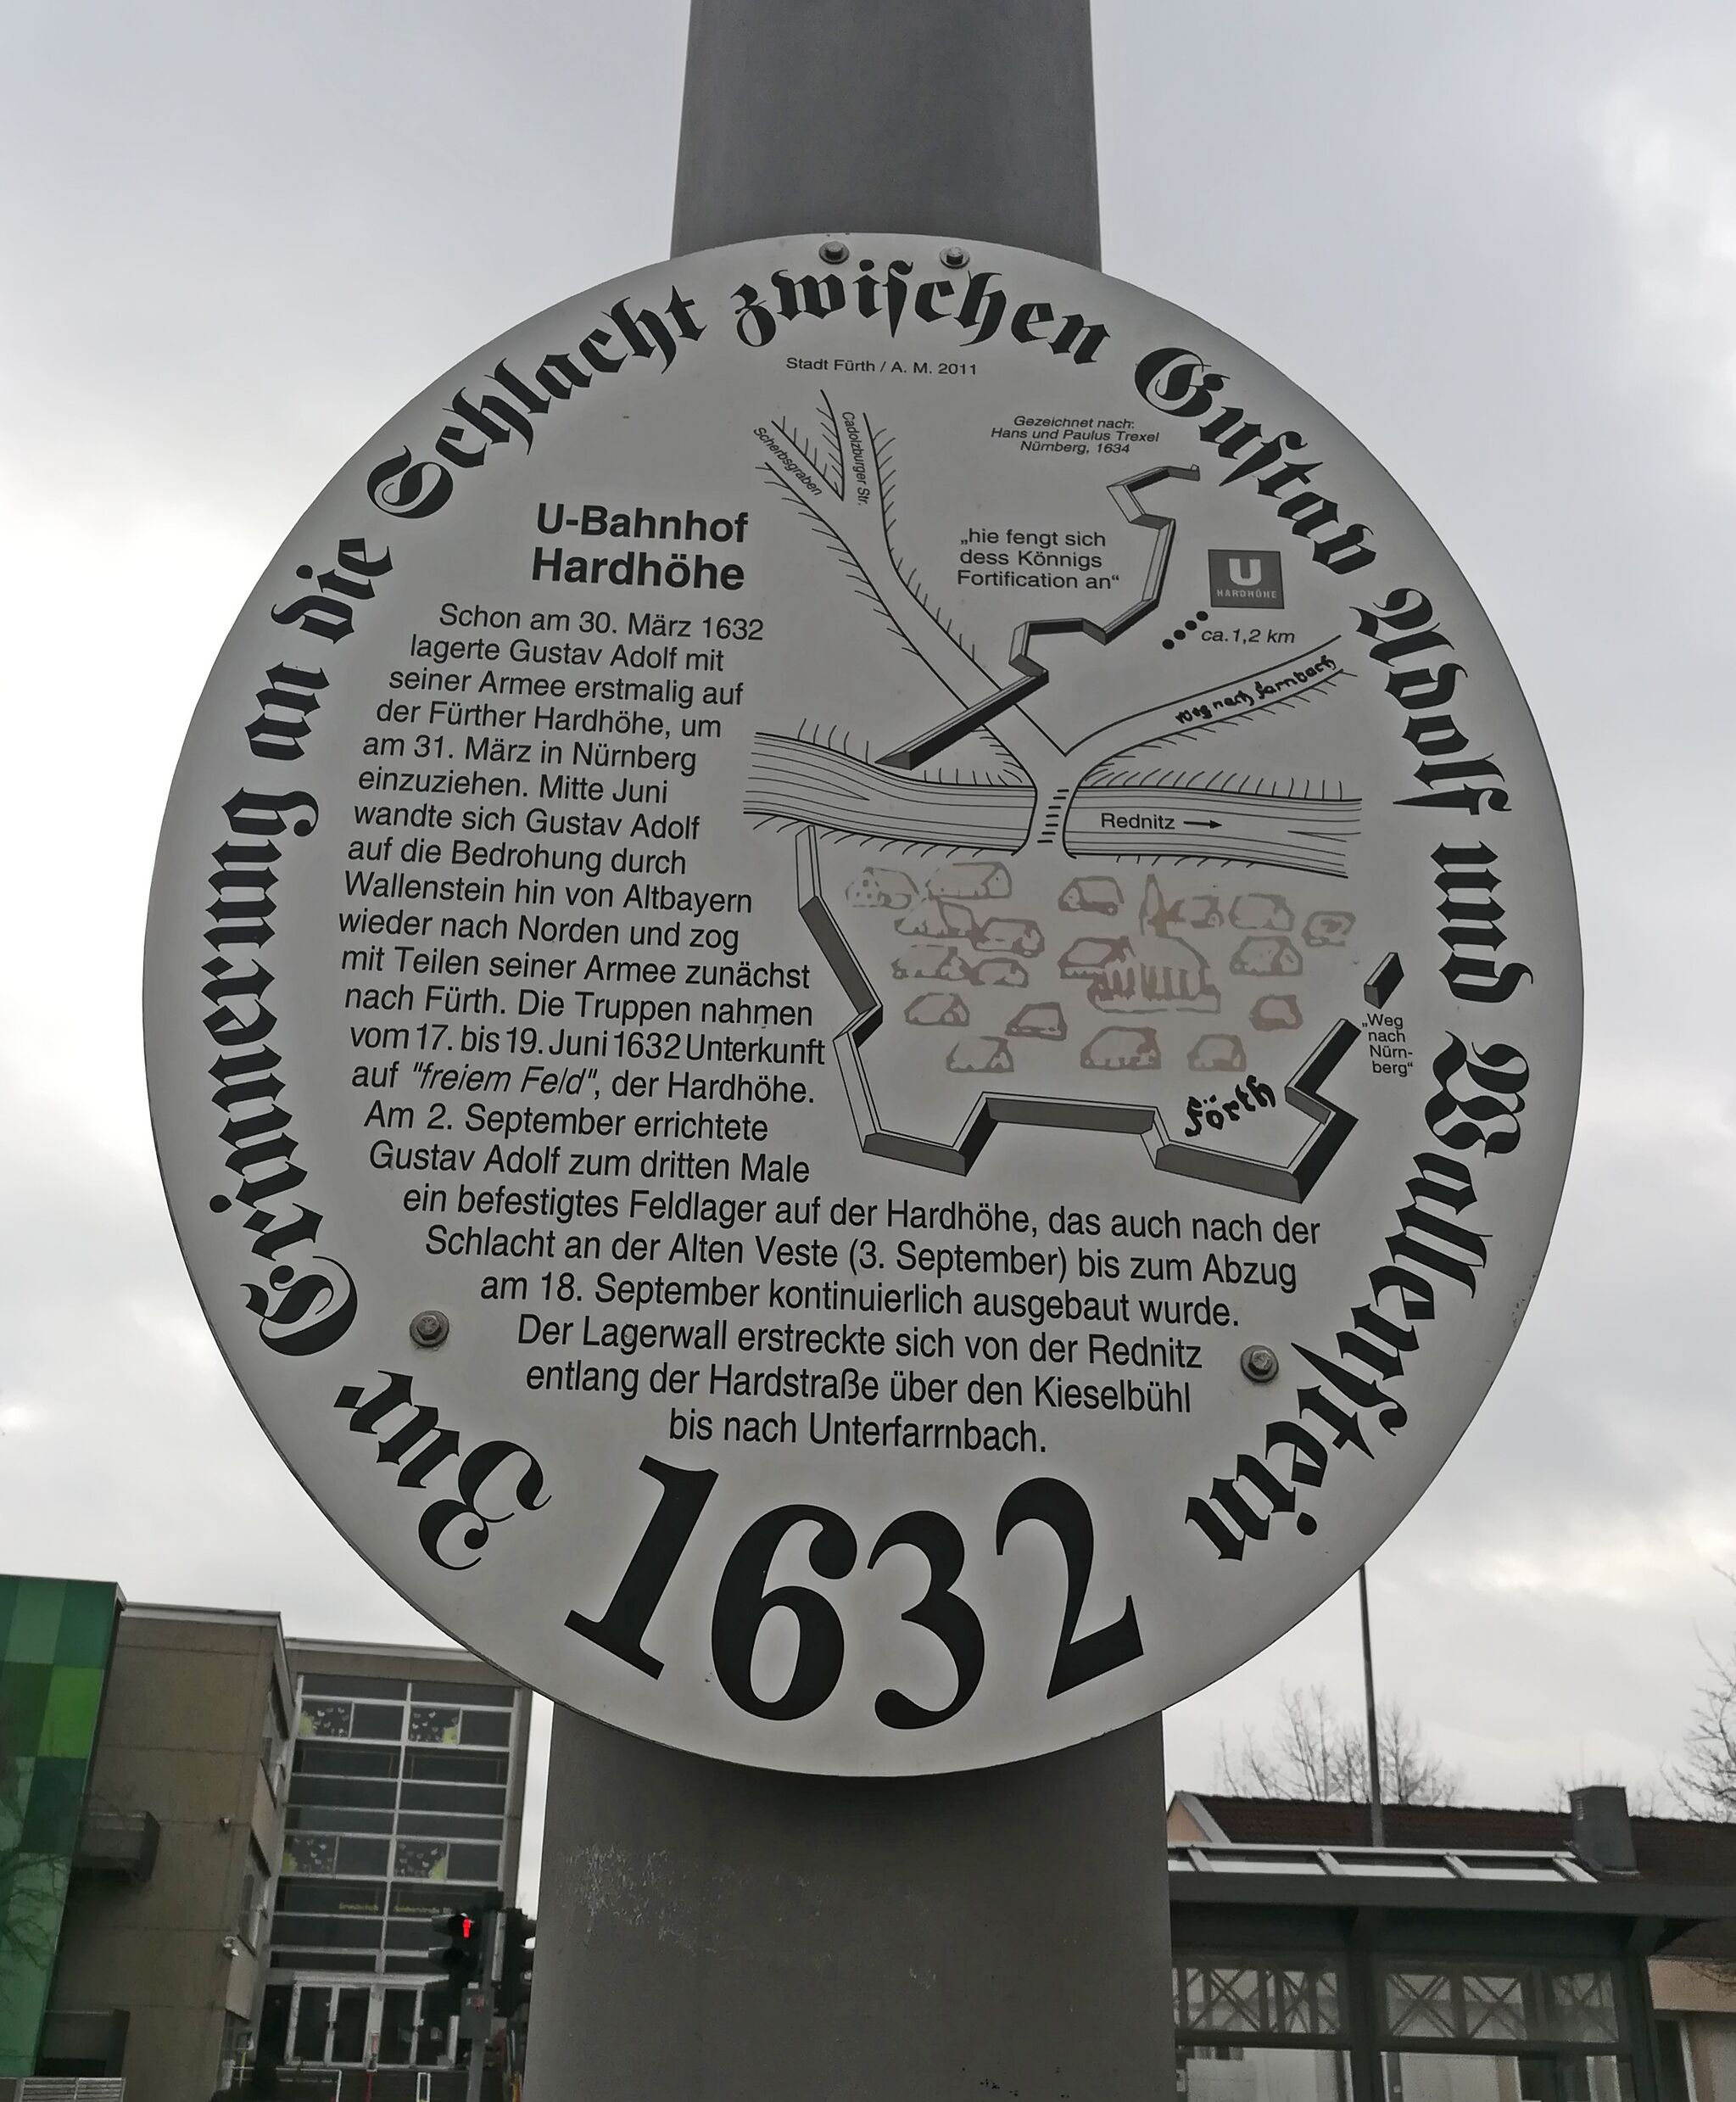 Zur Erinnerung an die Schlacht zwischen Gustav Adolf und Wallenstein
1632
Stadt Fürth / A. M. 2011
Gezeichnet nach:
Hans und Paulus Trexel
Nürnberg, 1634
Scherbsgraben
Cadolzburger Str.
„hie fengt sich
dess Könnigs
Fortification an“
U
HARDHÖHE
ca. 1,2 km
Weg nach farnbach
Rednitz
„Weg
nach
Nürn-
berg“
förth
U-Bahnhof
Hardhöhe
Schon am 30. März 1632
lagerte Gustav Adolf mit
seiner Armee erstmalig auf
der Fürther Hardhöhe, um
am 31. März in Nürnberg
einzuziehen. Mitte Juni
wandte sich Gustav Adolf
auf die Bedrohung durch
Wallenstein hin von Altbayern
wieder nach Norden und zog
mit Teilen seiner Armee zunächst
nach Fürth. Die Truppen nahmen
vom 17. bis 19. Juni 1632 Unterkunft
auf "freiem Feld", der Hardhöhe.
Am 2. September errichtete
Gustav Adolf zum dritten Male
ein befestigtes Feldlager auf der Hardhöhe, das auch nach der
Schlacht an der Alten Veste (3. September) bis zum Abzug
am 18. September kontinuierlich ausgebaut wurde.
Der Lagerwall erstreckte sich von der Rednitz
entlang der Hardstraße über den Kieselbühl
bis nach Unterfarrnbach.